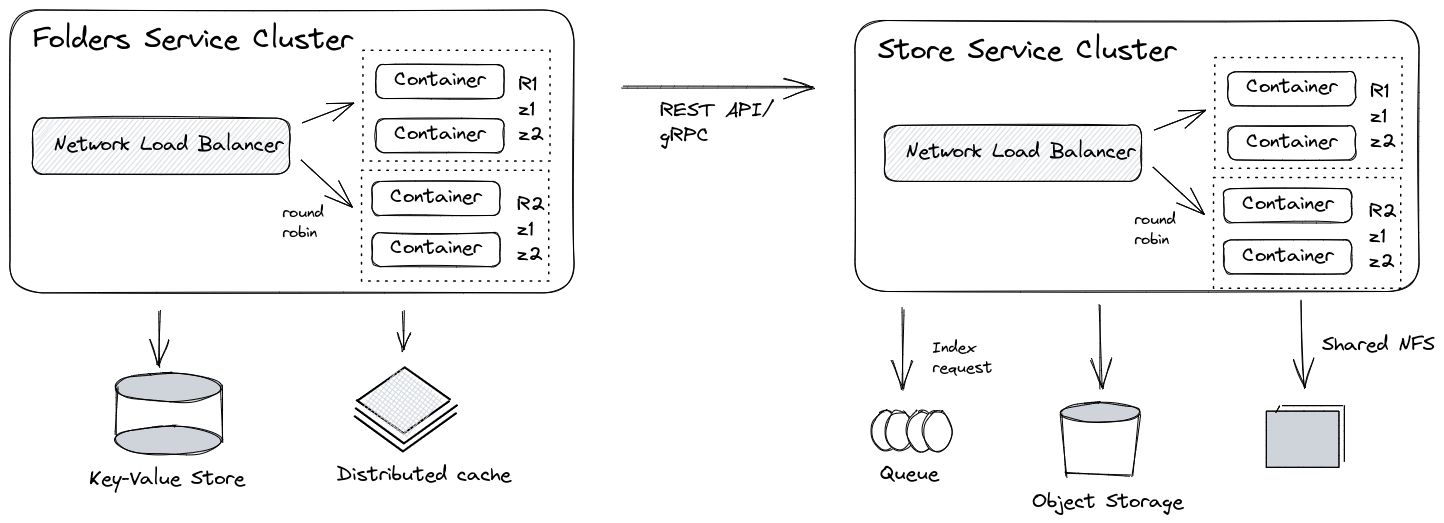 Folders Service Cluster
Network Load Balancer
round
robin
Container
R1
z1
Container
z2
Container
R2
z1
Container
z2
REST API/
gRPC
Store Service Cluster
Network Load Balancer
round
robin
Container
R1
z1
Container
z2
Container
R2
z1
Container
z2
Key-Value Store
Distributed cache
Index
request
Queue
Object Storage
Shared NFS